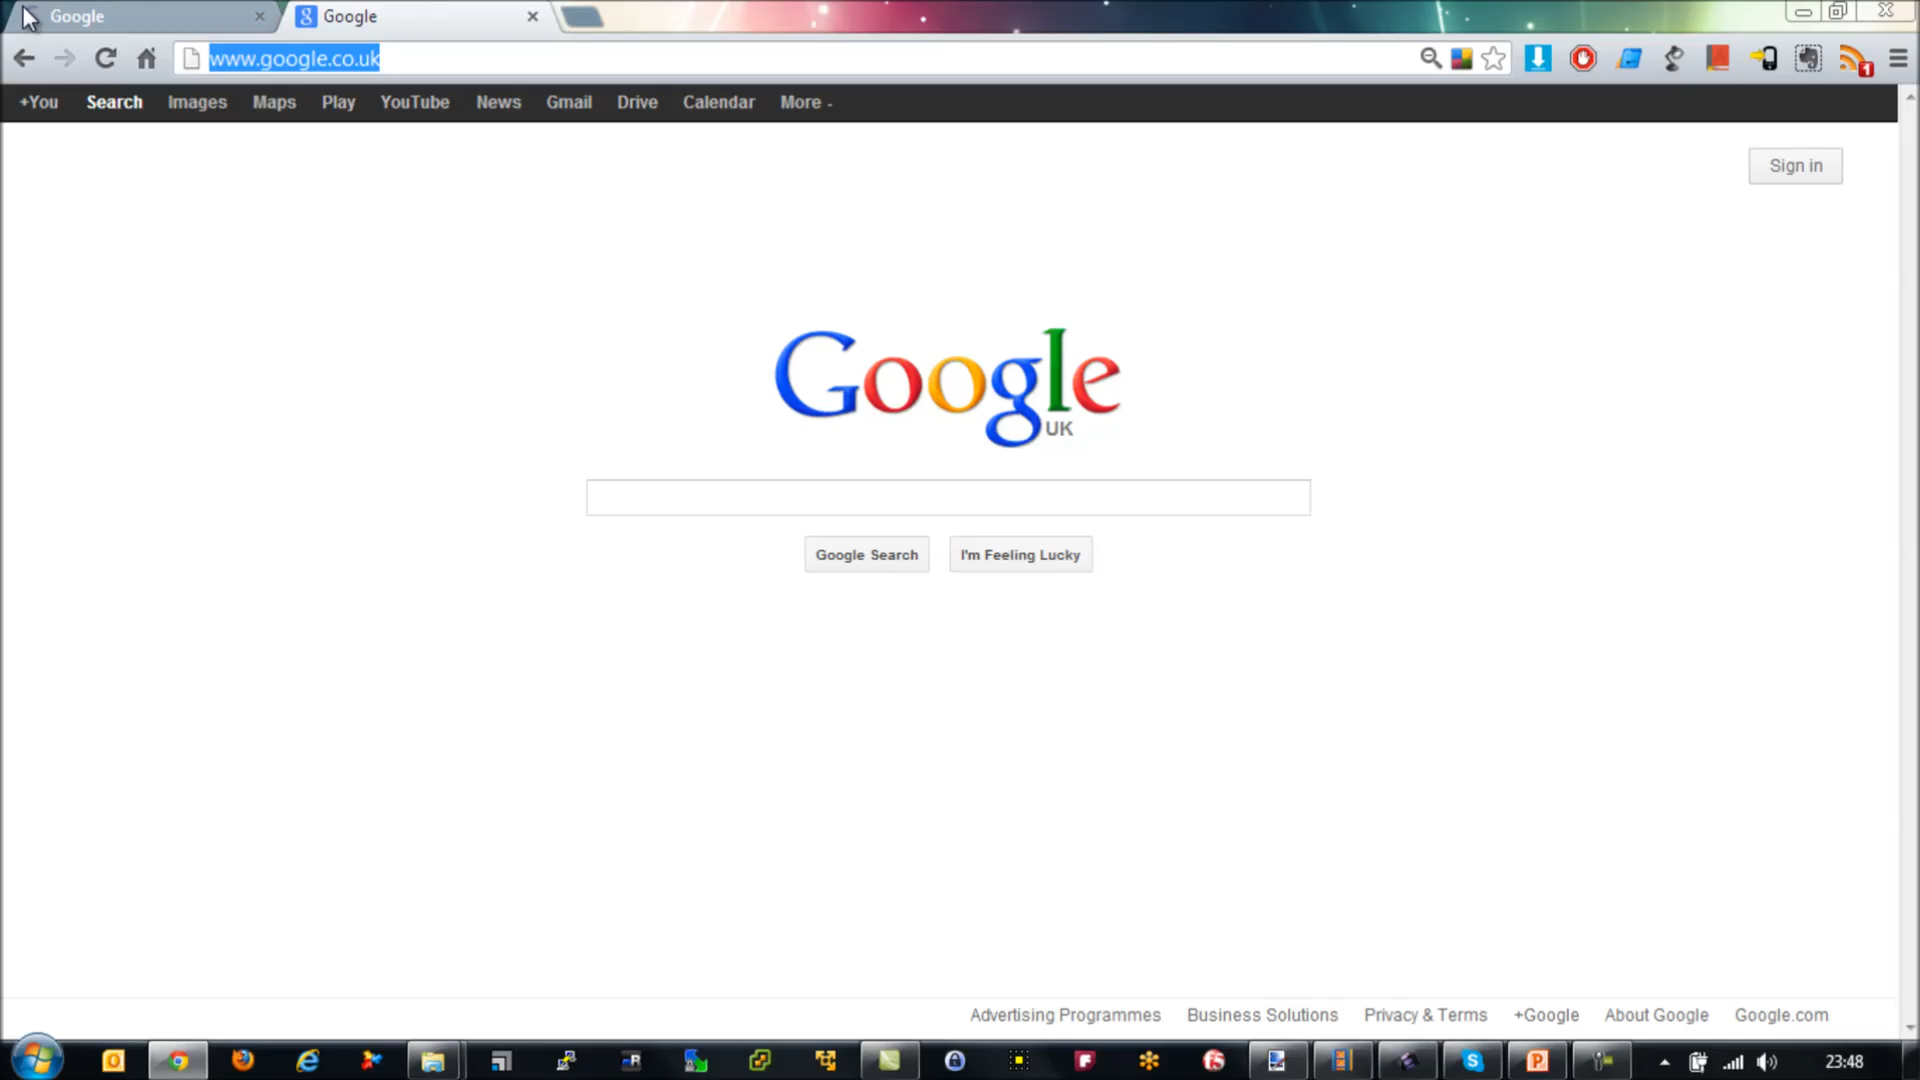 Google
Google
www.google.co.uk
1
+You Search Images Maps Play YouTube News Gmail Drive Calendar More
Sign in
Google
UK
Google Search I'm Feeling Lucky
Advertising Programmes Business Solutions Privacy & Terms +Google About Google Google.com
23:48